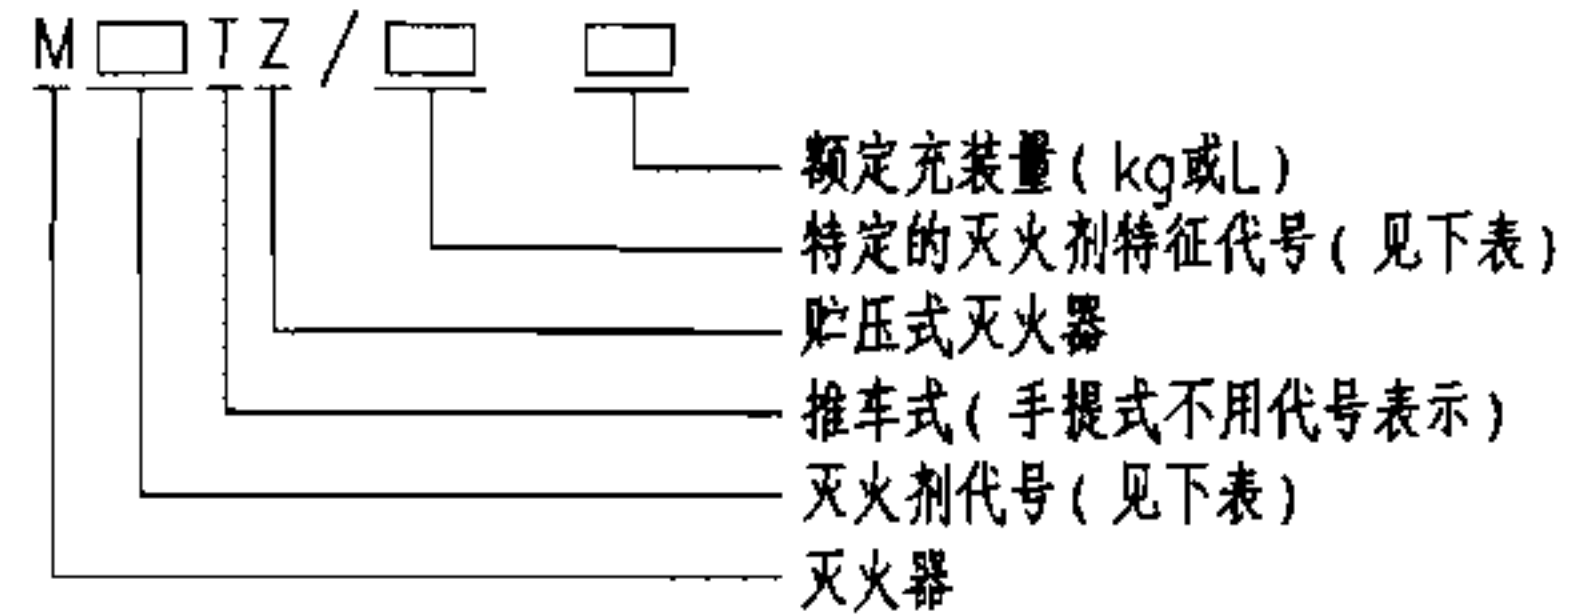 M□TZ/□ □
额定充装量(kg或L)
特定的灭火剂特征代号(见下表)
贮压式灭火器
推车式(手提式不用代号表示)
灭火剂代号(见下表)
灭火器